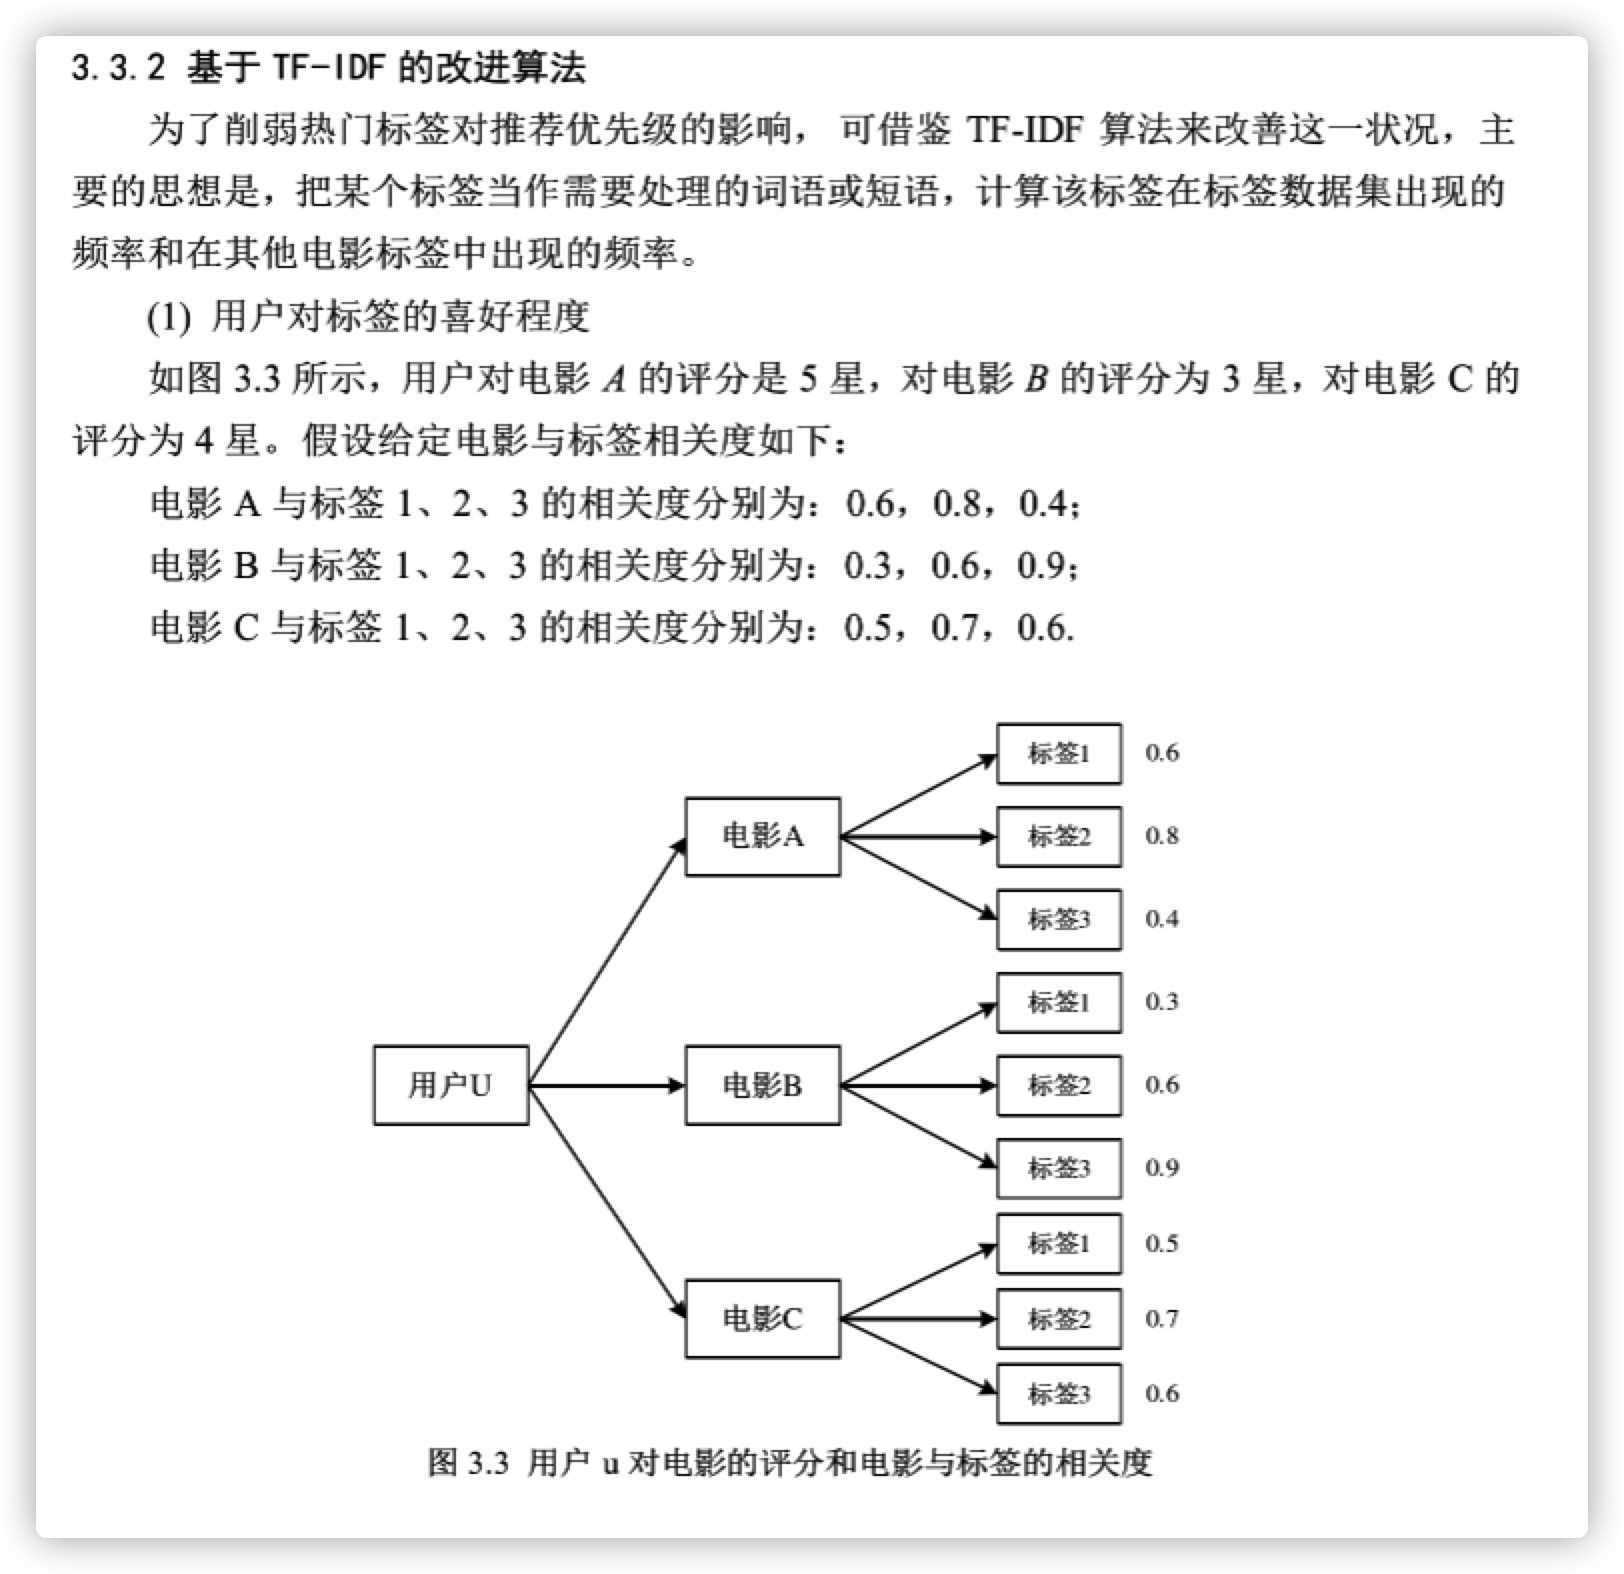 3.3.2 基于 TF-IDF 的改进算法
为了削弱热门标签对推荐优先级的影响， 可借鉴 TF-IDF 算法来改善这一状况，主
要的思想是，把某个标签当作需要处理的词语或短语，计算该标签在标签数据集出现的
频率和在其他电影标签中出现的频率。
(1) 用户对标签的喜好程度
如图 3.3 所示，用户对电影 A 的评分是 5 星，对电影 B 的评分为 3 星，对电影 C 的
评分为 4 星。假设给定电影与标签相关度如下：
电影 A 与标签 1、2、3 的相关度分别为：0.6，0.8，0.4；
电影 B 与标签 1、2、3 的相关度分别为：0.3，0.6，0.9；
电影 C 与标签 1、2、3 的相关度分别为：0.5，0.7，0.6.
标签1 0.6
电影A 标签2 0.8
标签3 0.4
标签1 0.3
用户U 电影B 标签2 0.6
标签3 0.9
标签1 0.5
电影C 标签2 0.7
标签3 0.6
图 3.3 用户 u 对电影的评分和电影与标签的相关度